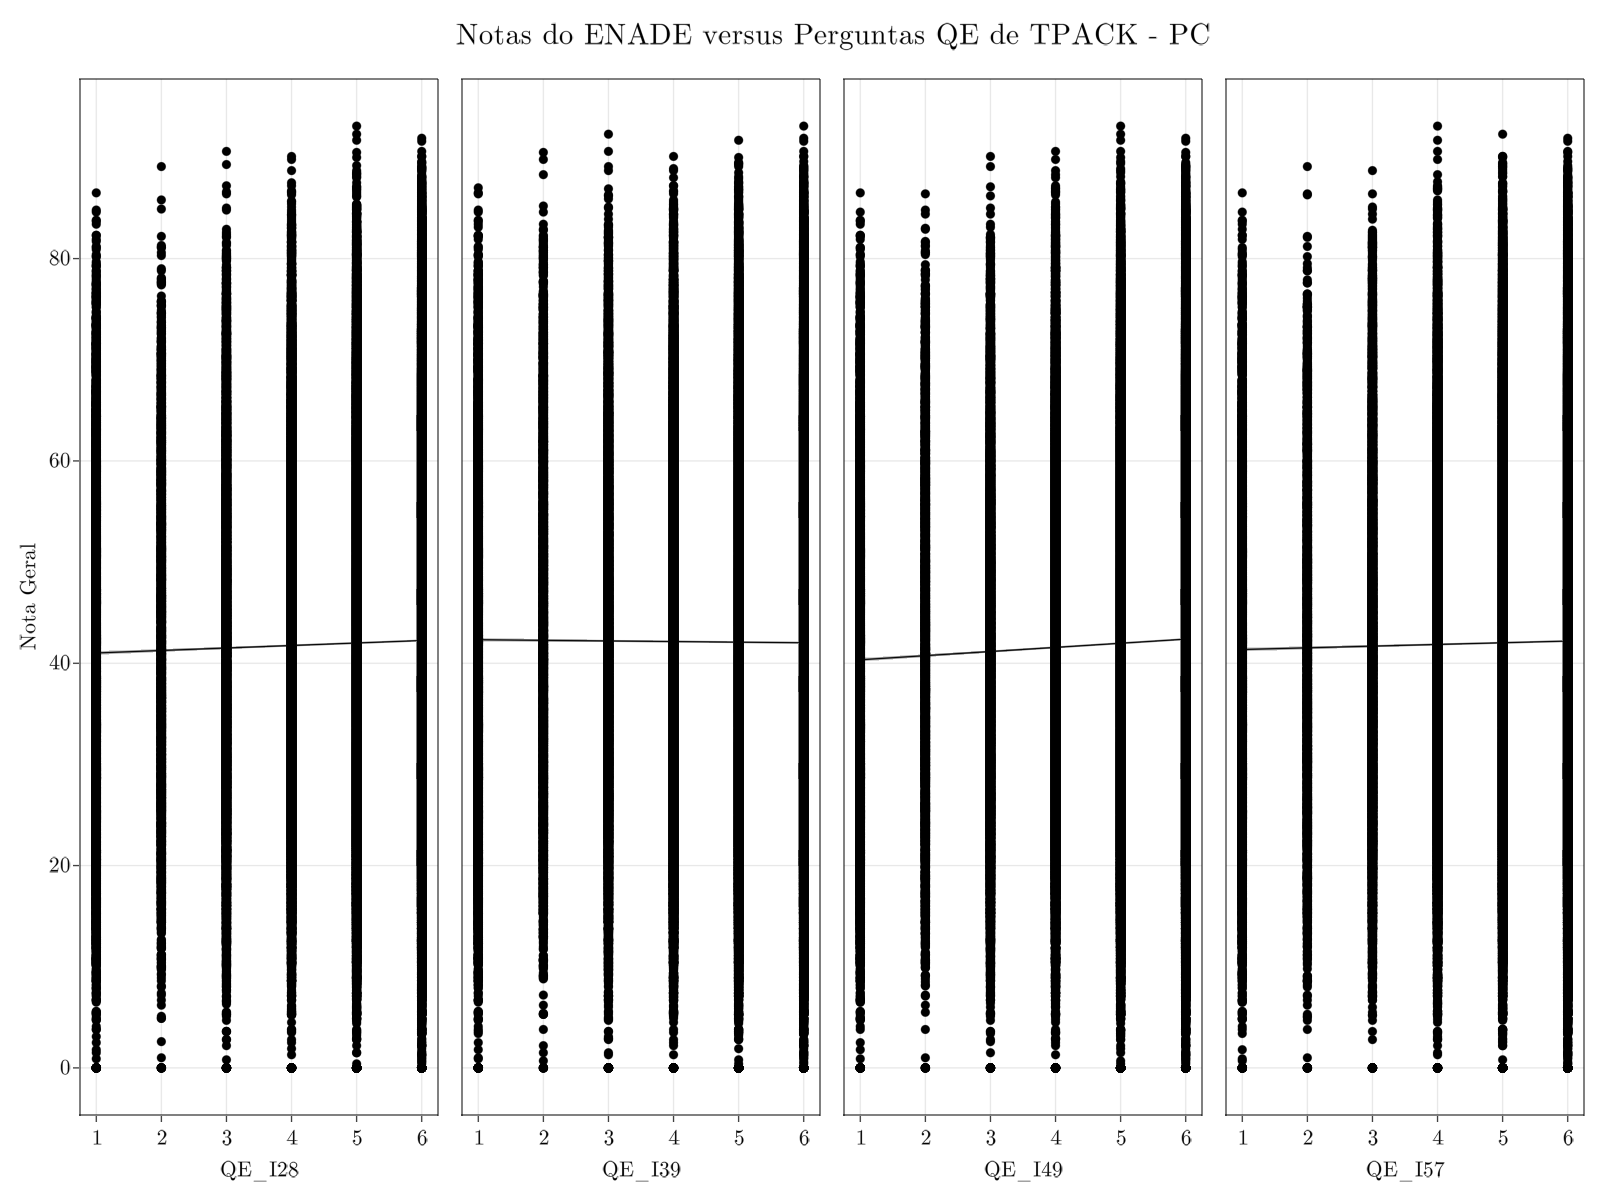 Notas do ENADE versus Perguntas QE de TPACK - PC
Nota Geral
80
60
40
20
0
1 2 3 4 5 6
QE_I28
1 2 3 4 5 6
QE_I39
1 2 3 4 5 6
QE_I49
1 2 3 4 5 6
QE_I57